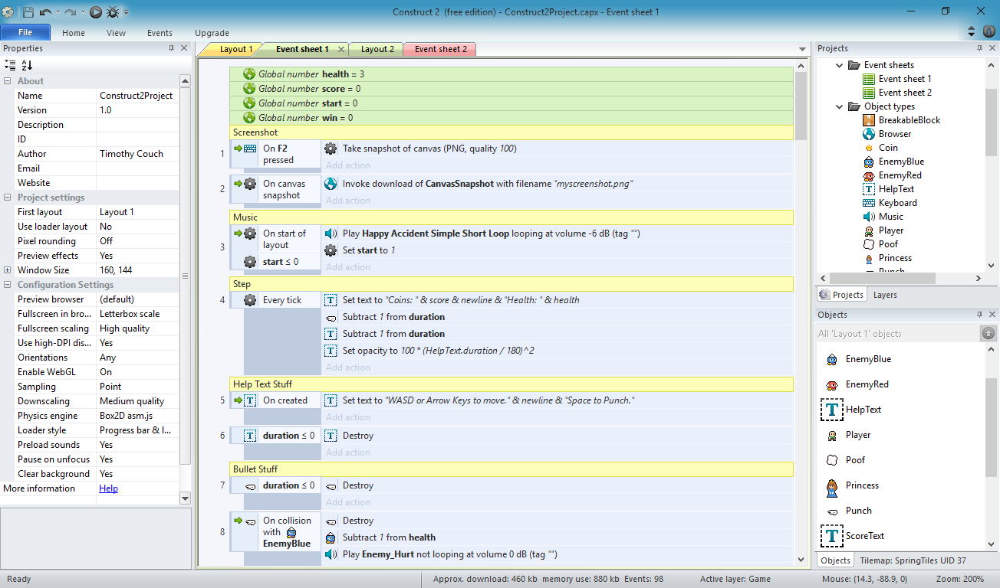 Construct 2 (free edition) - Construct2Project.capx - Event sheet 1
File Home View Events Upgrade
Properties
About
Name Construct2Project
Version 1.0
Description
ID
Author Timothy Couch
Email
Website
Project settings
First layout Layout 1
Use loader layout No
Pixel rounding Off
Preview effects Yes
Window Size 160, 144
Configuration Settings
Preview browser (default)
Fullscreen in bro... Letterbox scale
Fullscreen scaling High quality
Use high-DPI dis... Yes
Orientations Any
Enable WebGL On
Sampling Point
Downscaling Medium quality
Physics engine Box2D asm.js
Loader style Progress bar & l...
Preload sounds Yes
Pause on unfocus Yes
Clear background Yes
More information Help
Layout 1 Event sheet 1 Layout 2 Event sheet 2
Global number health = 3
Global number score = 0
Global number start = 0
Global number win = 0
Screenshot
1 On F2 pressed
Take snapshot of canvas (PNG, quality 100)
Add action
2 On canvas snapshot
Invoke download of CanvasSnapshot with filename "myscreenshot.png"
Add action
Music
3 On start of layout
Play Happy Accident Simple Short Loop looping at volume -6 dB (tag "")
Set start to 1
start ≤ 0
Add action
Step
4 Every tick
Set text to "Coins: " & score & newline & "Health: " & health
Subtract 1 from duration
Subtract 1 from duration
Set opacity to 100 * (HelpText.duration / 180)^2
Add action
Help Text Stuff
5 On created
Set text to "WASD or Arrow Keys to move." & newline & "Space to Punch."
Add action
6 duration ≤ 0
Destroy
Add action
Bullet Stuff
7 duration ≤ 0
Destroy
Add action
8 On collision with EnemyBlue
Destroy
Subtract 1 from health
Play Enemy_Hurt not looping at volume 0 dB (tag "")
Projects
Event sheets
Event sheet 1
Event sheet 2
Object types
BreakableBlock
Browser
Coin
EnemyBlue
EnemyRed
HelpText
Keyboard
Music
Player
Poof
Princess
Punch
Projects Layers
Objects
All 'Layout 1' objects
EnemyBlue
EnemyRed
HelpText
Player
Poof
Princess
Punch
ScoreText
Objects Tilemap: SpringTiles UID 37
Ready
Approx. download: 460 kb memory use: 880 kb Events: 98
Active layer: Game
Mouse: (14.3, -88.9, 0)
Zoom: 200%